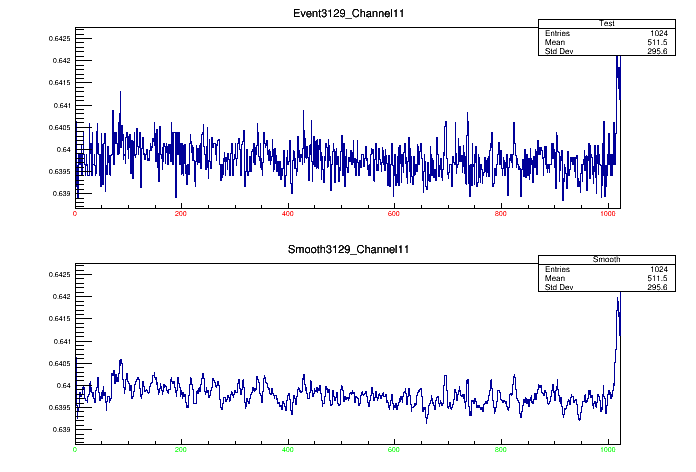 Event3129_Channel11
Test
Entries 1024
Mean 511.5
Std Dev 295.6
0.6425
0.642
0.6415
0.641
0.6405
0.64
0.6395
0.639
0 200 400 600 800 1000
Smooth3129_Channel11
Smooth
Entries 1024
Mean 511.5
Std Dev 295.6
0.6425
0.642
0.6415
0.641
0.6405
0.64
0.6395
0.639
0 200 400 600 800 1000